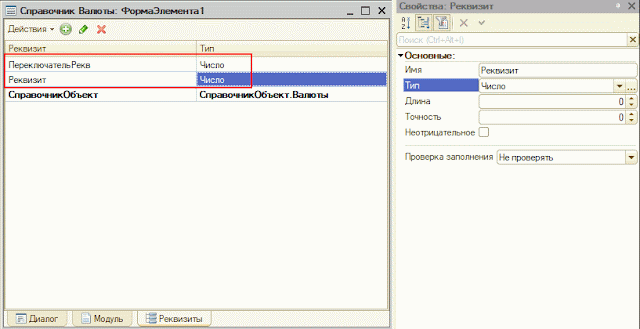 Справочник Валюты: ФормаЭлемента1
Действия
Реквизит Тип
ПереключательРекв Число
Реквизит Число
СправочникОбъект СправочникОбъект.Валюты
Диалог Модуль Реквизиты
Свойства: Реквизит
Поиск (Ctrl+Alt+I)
Основные:
Имя Реквизит
Тип Число
Длина 0
Точность 0
Неотрицательное
Проверка заполнения Не проверять